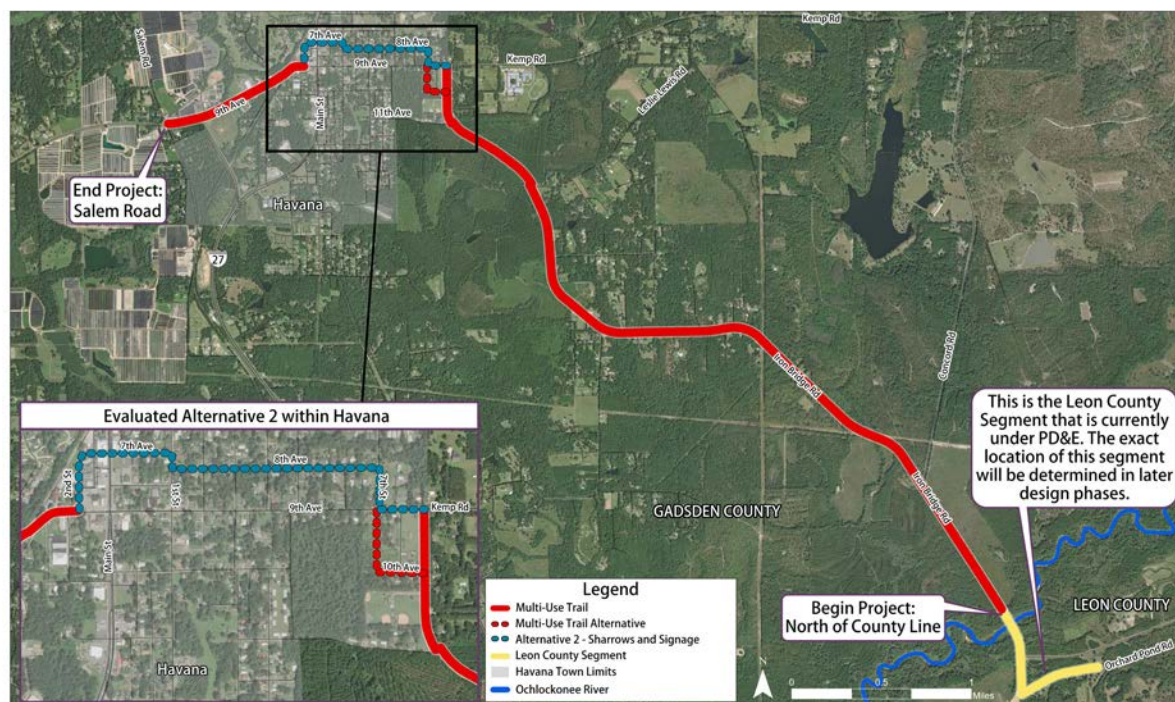 Kemp Rd
Salem Rd
7th Ave
8th Ave
Kemp Rd
9th Ave
Leslie Lewis Rd
9th Ave
Main St
11th Ave
End Project:
Salem Road
Havana
27
Concord Rd
Iron Bridge Rd
This is the Leon County
Segment that is currently
under PD&E. The exact
location of this segment
will be determined in later
design phases.
Iron Bridge Rd
GADSDEN COUNTY
Evaluated Alternative 2 within Havana
7th Ave
2nd St
8th Ave
1st St
7th St
9th Ave
Kemp Rd
Main St
10th Ave
Havana
Legend
Multi-Use Trail
Multi-Use Trail Alternative
Alternative 2 - Sharrows and Signage
Leon County Segment
Havana Town Limits
Ochlockonee River
Begin Project:
North of County Line
LEON COUNTY
Orchard Pond Rd
N
0 0.5 1
Miles